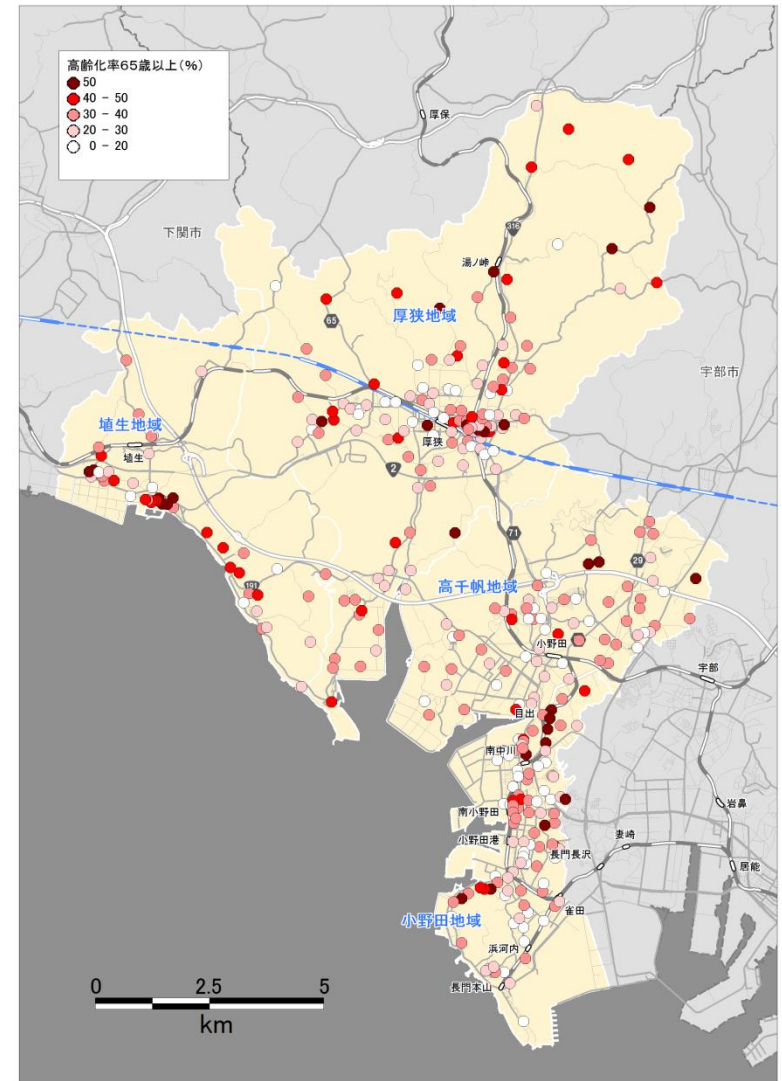 高齢化率65歳以上(%)
50
40 - 50
30 - 40
20 - 30
0 - 20
厚保
下関市
316
湯ノ峠
65
厚狭地域
宇部市
埴生地域
埴生
厚狭
2
71
29
高千帆地域
191
小野田
宇部
目出
南中川
岩鼻
南小野田
妻崎
小野田港
長門長沢
居能
雀田
小野田地域
浜河内
長門本山
0 2.5 5
km